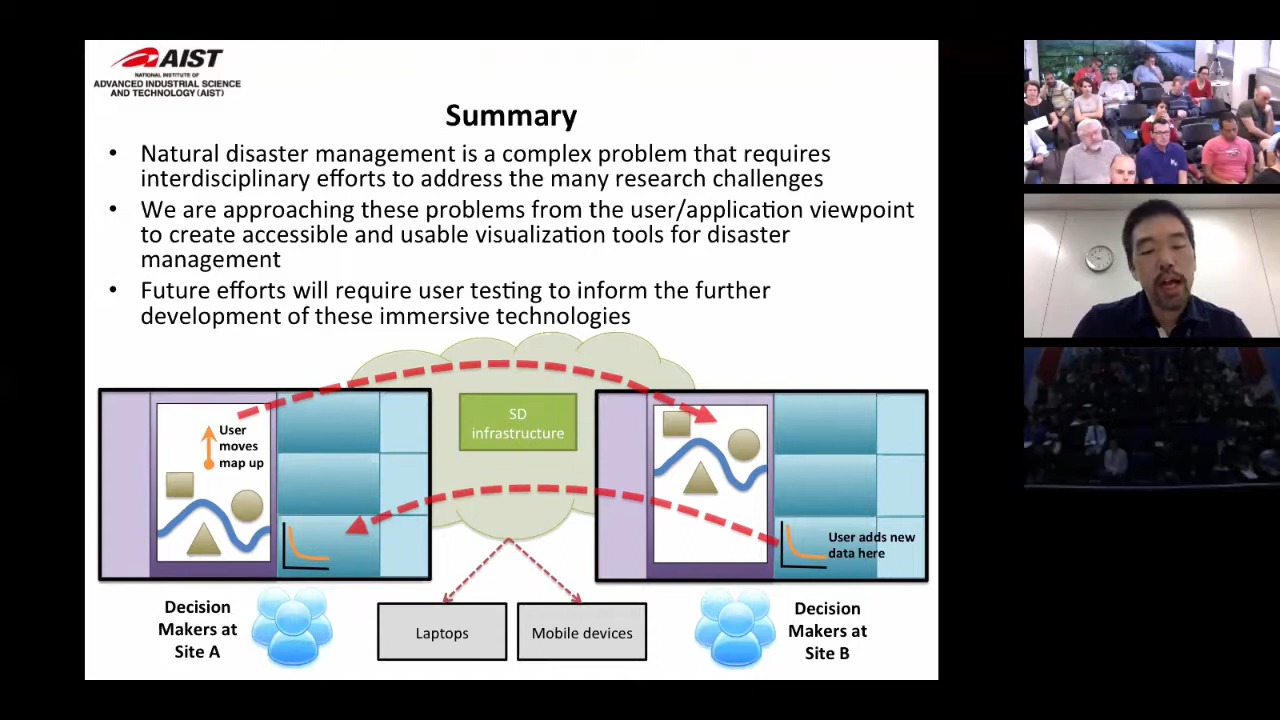 AIST
NATIONAL INSTITUTE OF
ADVANCED INDUSTRIAL SCIENCE
AND TECHNOLOGY (AIST)
Summary
• Natural disaster management is a complex problem that requires
interdisciplinary efforts to address the many research challenges
• We are approaching these problems from the user/application viewpoint
to create accessible and usable visualization tools for disaster
management
• Future efforts will require user testing to inform the further
development of these immersive technologies
User
moves
map up
SD
infrastructure
User adds new
data here
Decision
Makers at
Site A
Laptops
Mobile devices
Decision
Makers at
Site B